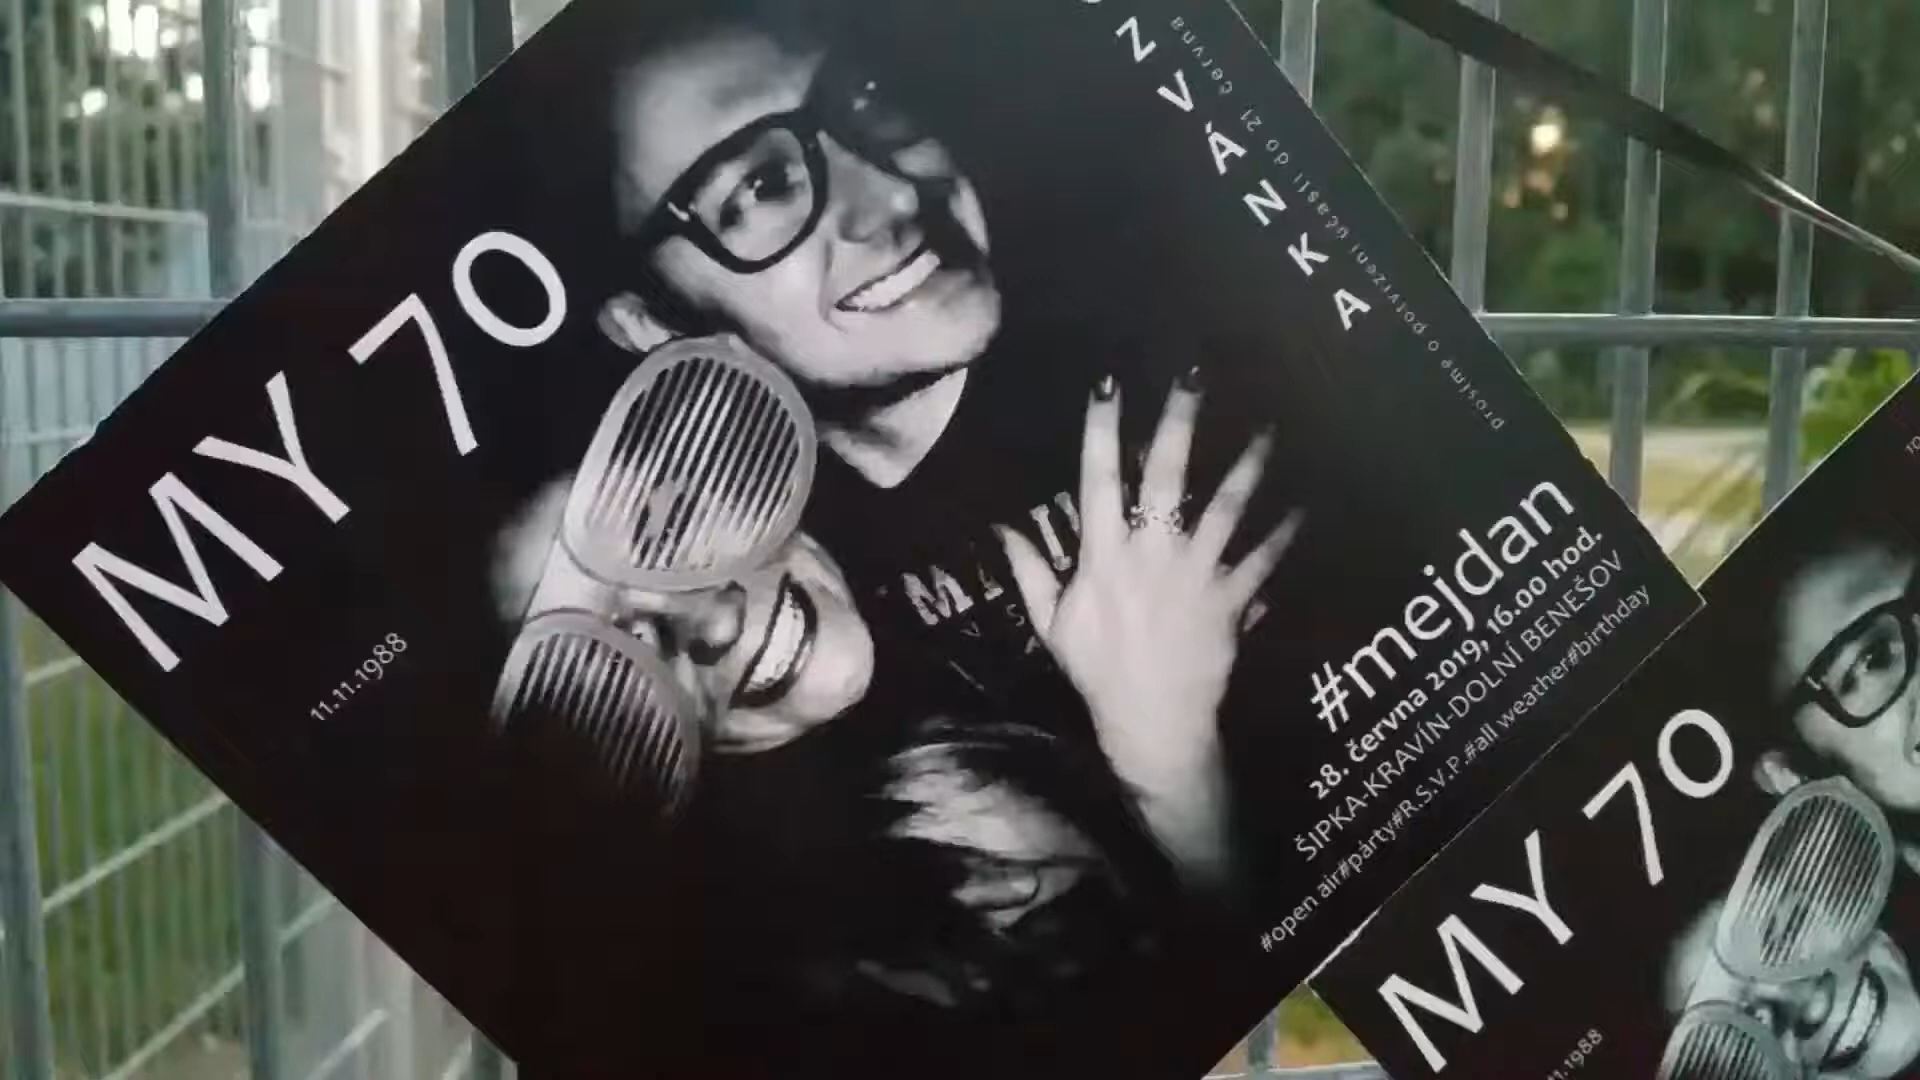 MY 70
11.11.1988
ZVÁNKA
prosíme o potvrzení účasti do 21 června
#mejdan
28. června 2019, 16.00 hod.
ŠIPKA-KRAVÍN-DOLNÍ BENEŠOV
#open air#párty#R.S.V.P.#all weather#birthday
MY 70
11.1988